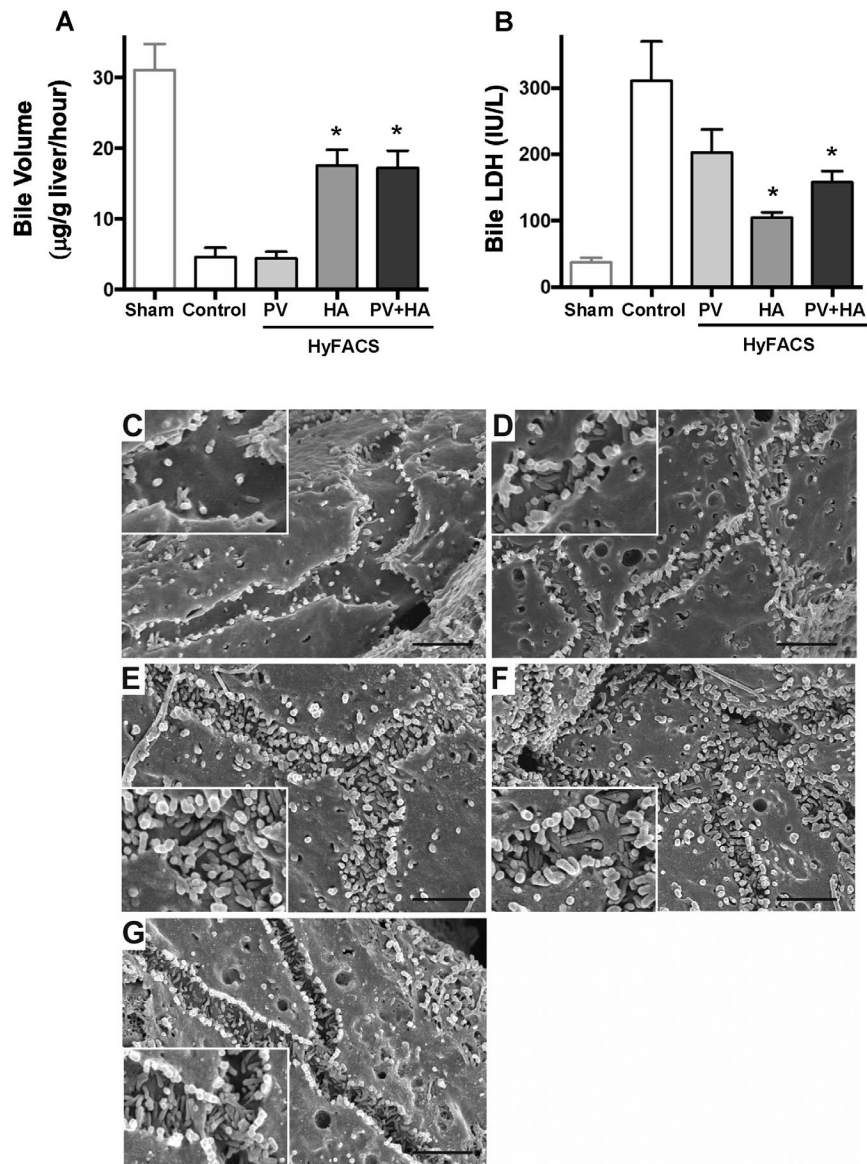 A
Bile Volume
(μg/g liver/hour)
30
20
10
0
*
*
Sham
Control
PV
HA
PV+HA
HyFACS
B
Bile LDH (IU/L)
300
200
100
0
*
*
Sham
Control
PV
HA
PV+HA
HyFACS
C
D
E
F
G